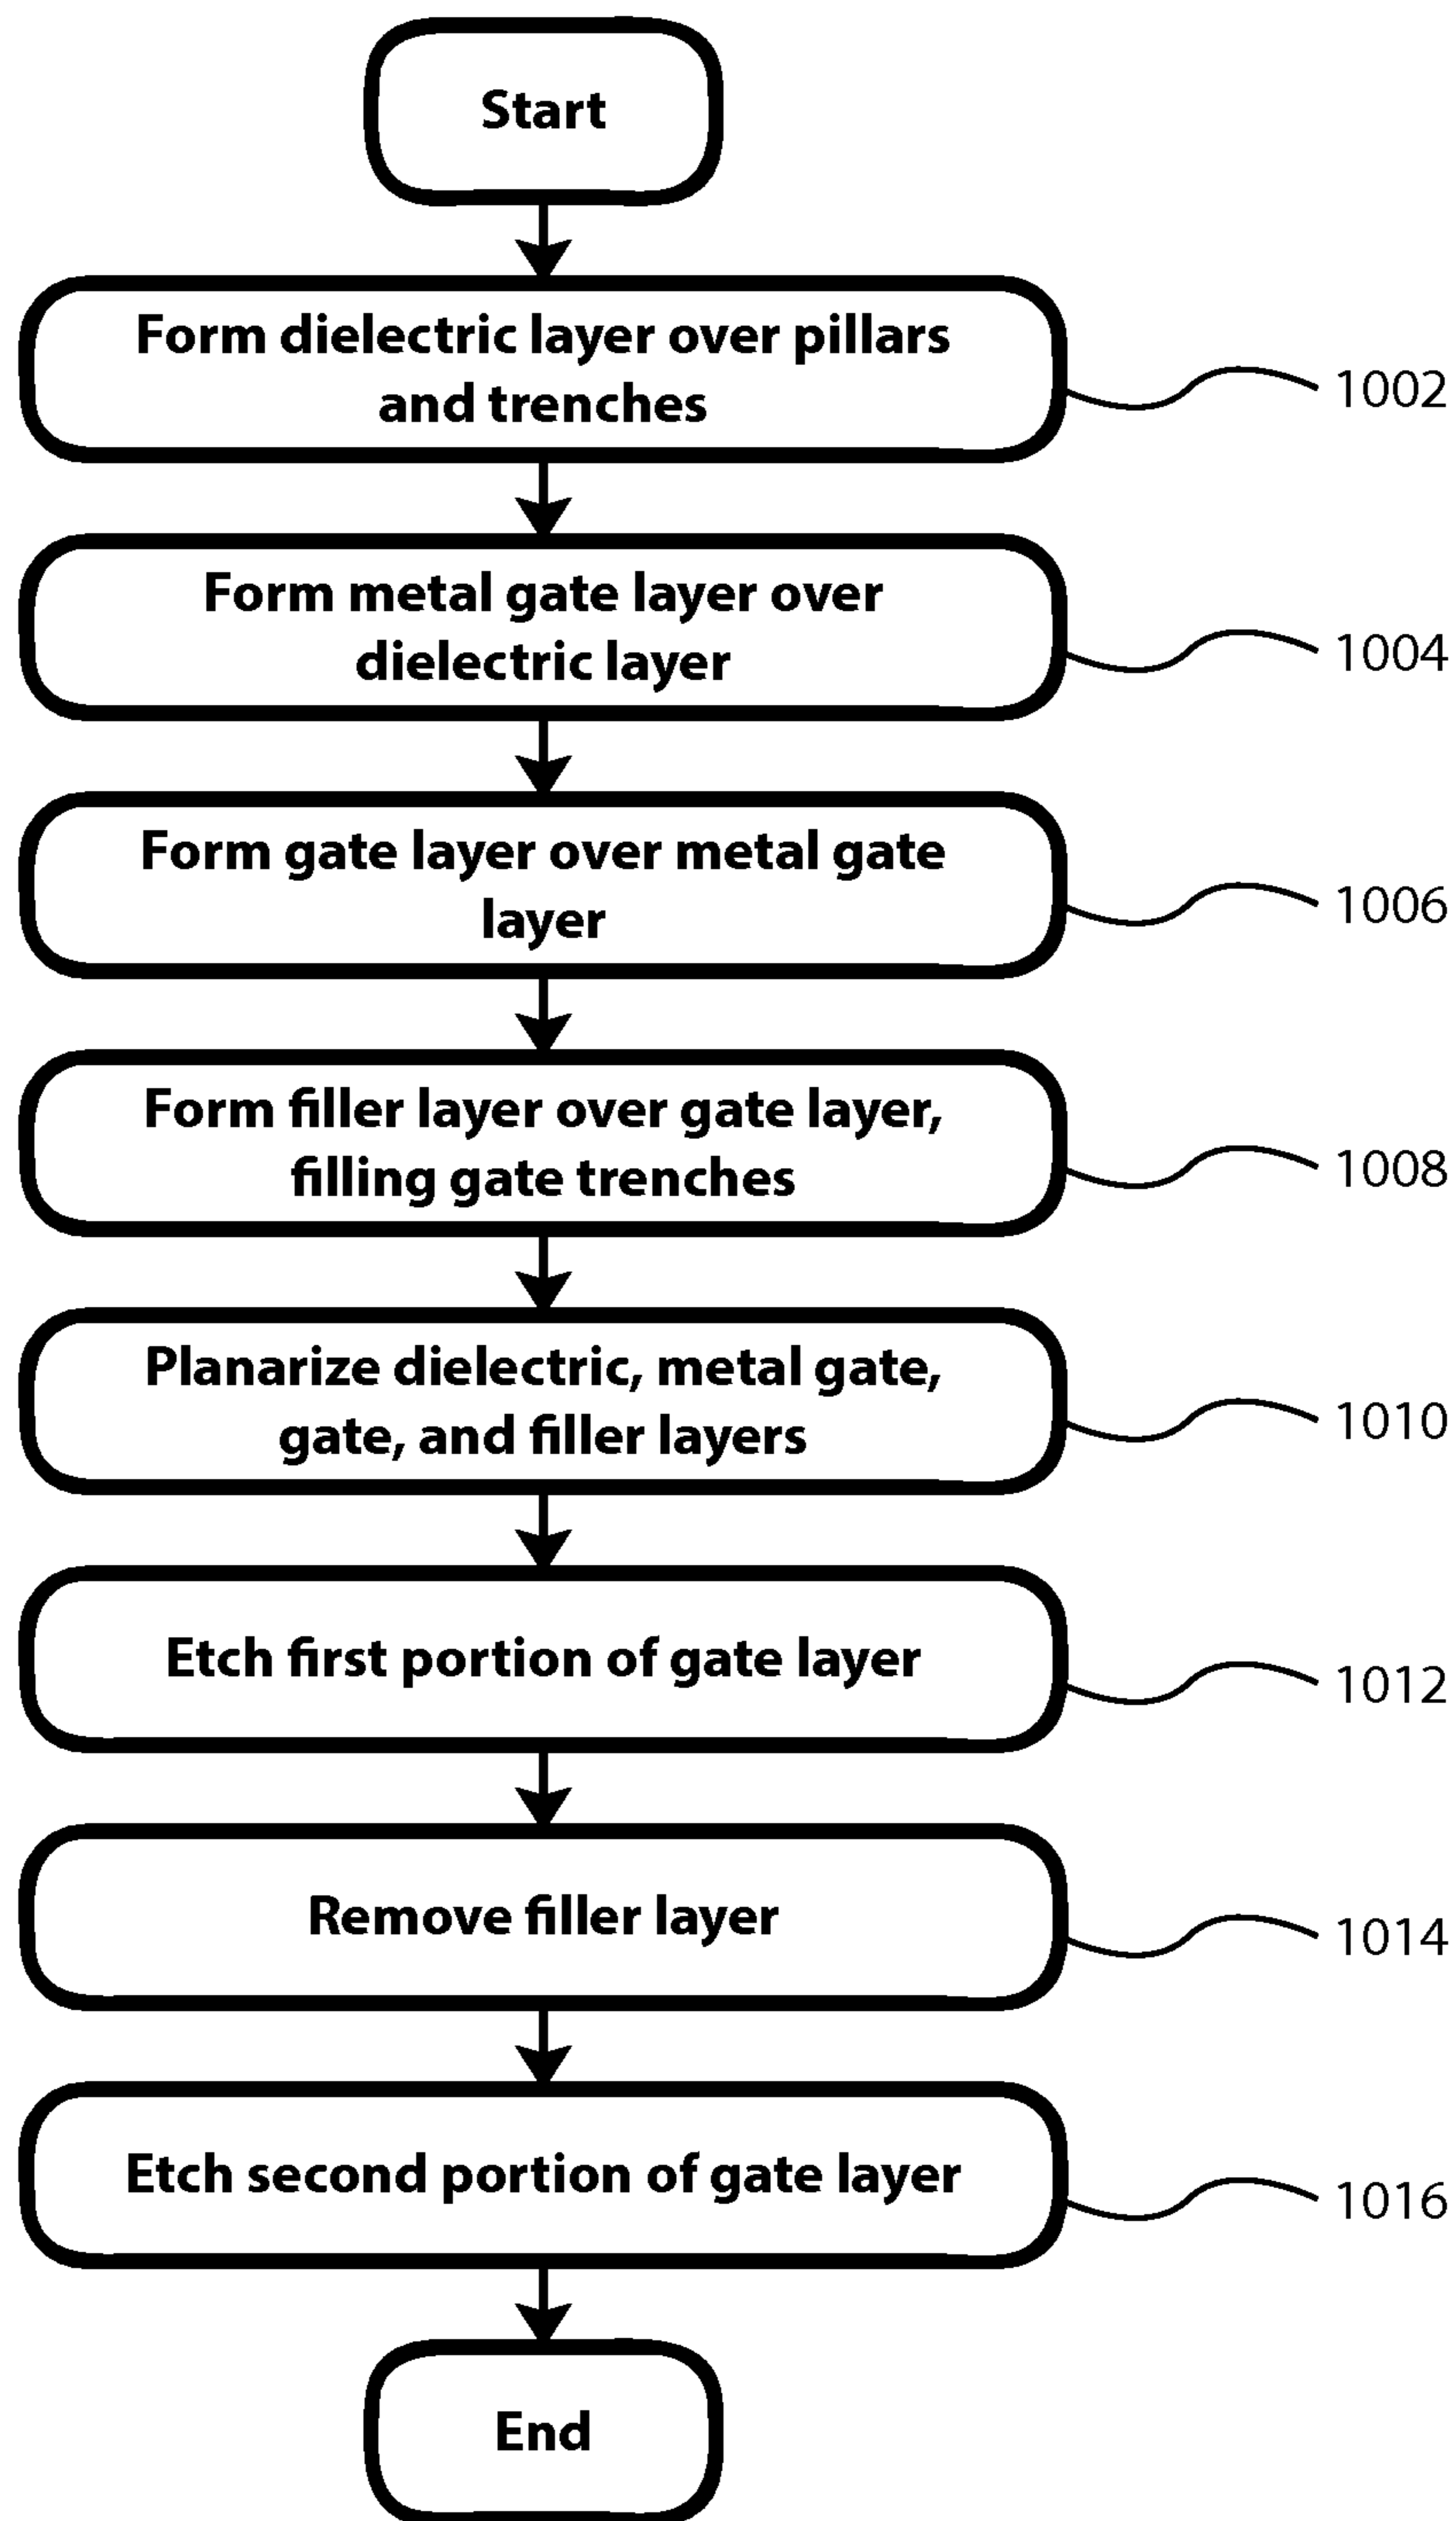 Start
Form dielectric layer over pillars
and trenches
1002
Form metal gate layer over
dielectric layer
1004
Form gate layer over metal gate
layer
1006
Form filler layer over gate layer,
filling gate trenches
1008
Planarize dielectric, metal gate,
gate, and filler layers
1010
Etch first portion of gate layer
1012
Remove filler layer
1014
Etch second portion of gate layer
1016
End